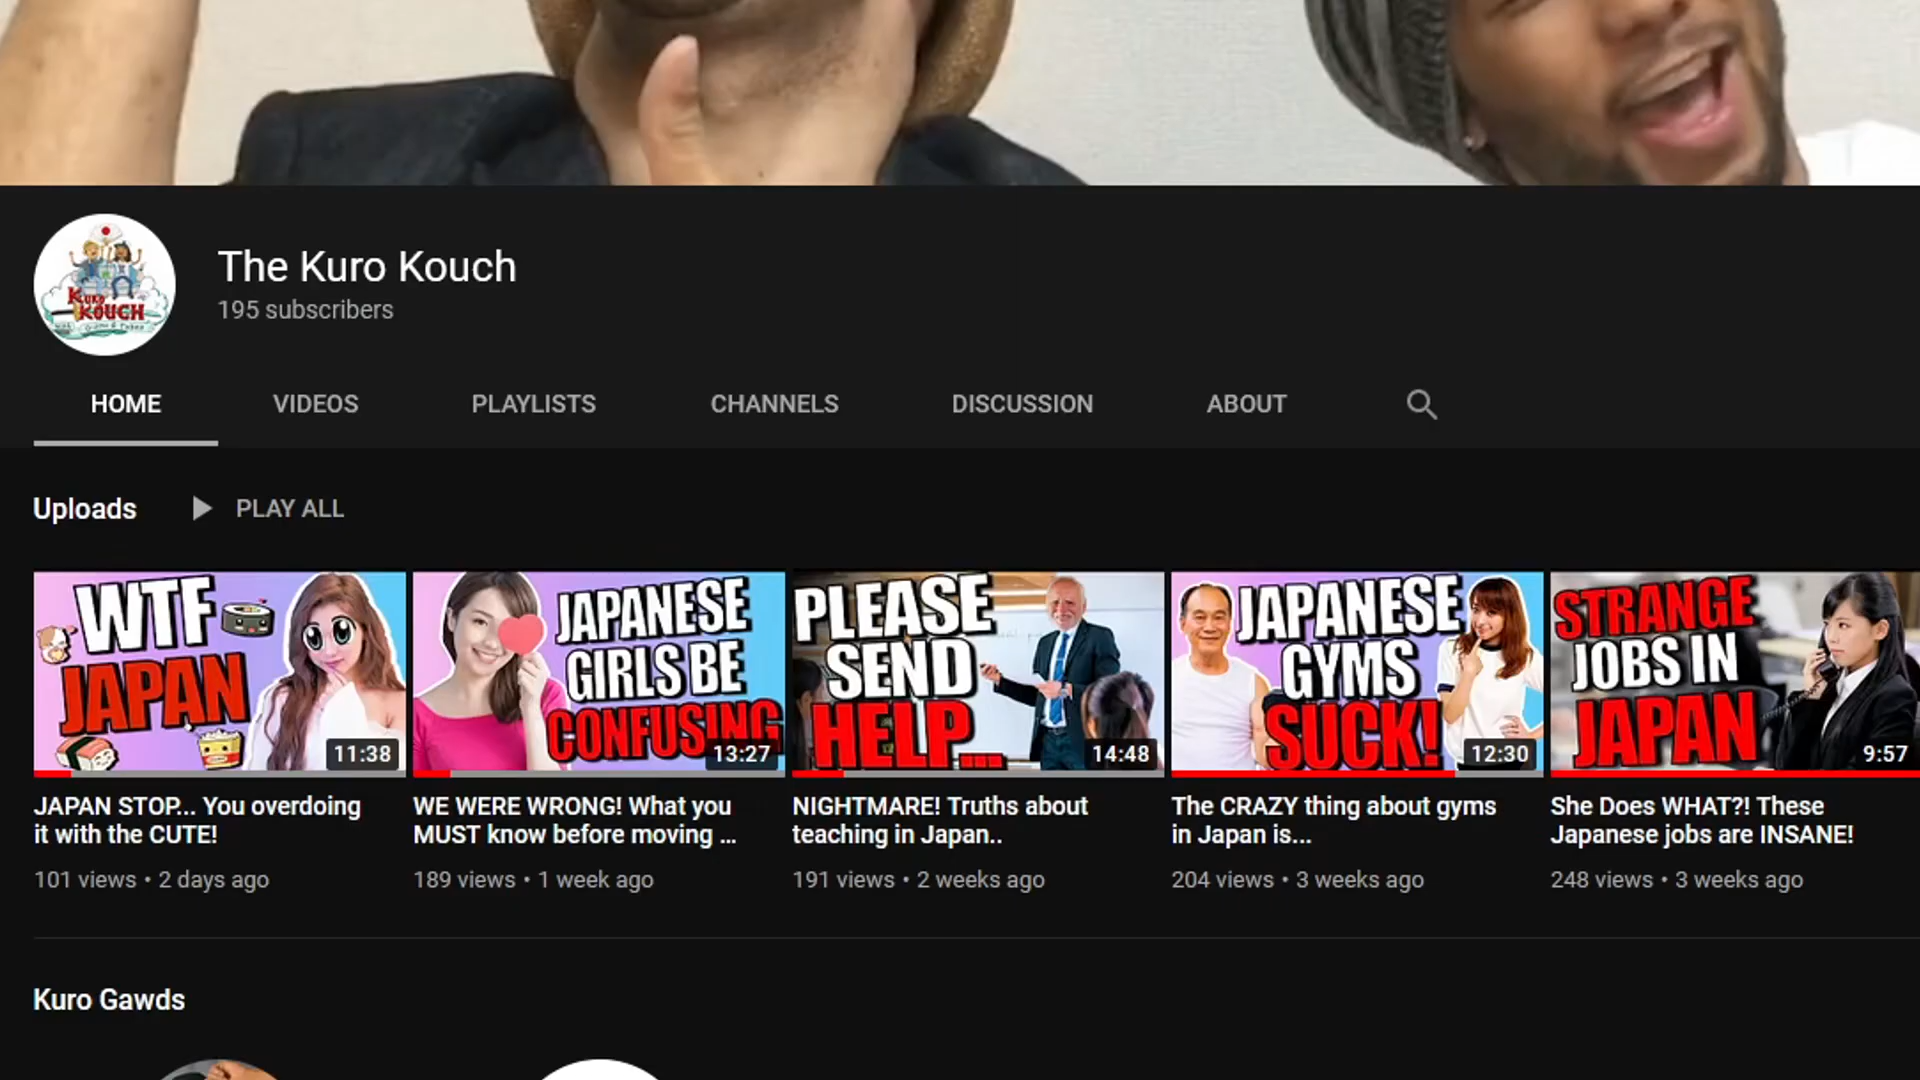 KURO
KOUCH
The Kuro Kouch
195 subscribers
HOME
VIDEOS
PLAYLISTS
CHANNELS
DISCUSSION
ABOUT
Uploads
PLAY ALL
WTF
JAPAN
11:38
JAPANESE
GIRLS BE
CONFUSING
13:27
PLEASE
SEND
HELP...
14:48
JAPANESE
GYMS
SUCK!
12:30
STRANGE
JOBS IN
JAPAN
9:57
JAPAN STOP... You overdoing
it with the CUTE!
101 views • 2 days ago
WE WERE WRONG! What you
MUST know before moving ...
189 views • 1 week ago
NIGHTMARE! Truths about
teaching in Japan..
191 views • 2 weeks ago
The CRAZY thing about gyms
in Japan is...
204 views • 3 weeks ago
She Does WHAT?! These
Japanese jobs are INSANE!
248 views • 3 weeks ago
Kuro Gawds